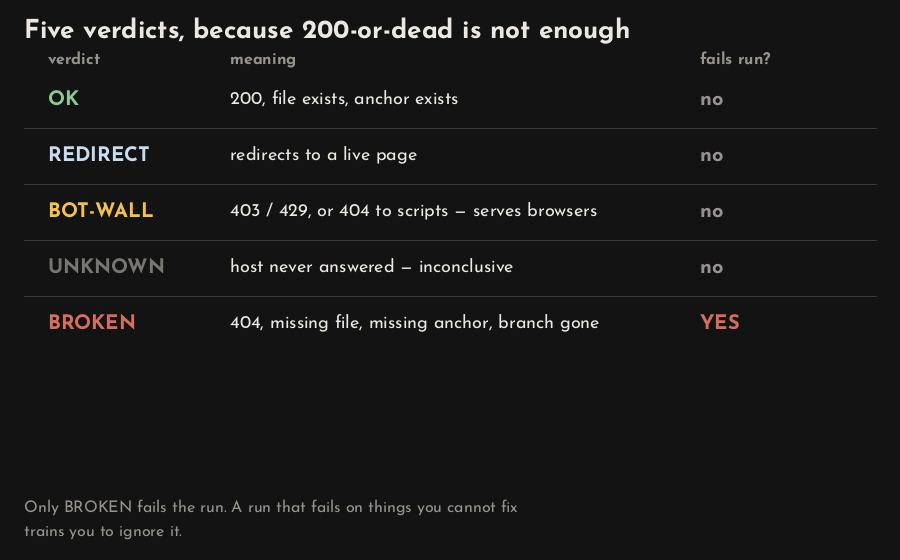 Five verdicts, because 200-or-dead is not enough
verdict meaning fails run?
OK 200, file exists, anchor exists no
REDIRECT redirects to a live page no
BOT-WALL 403 / 429, or 404 to scripts — serves browsers no
UNKNOWN host never answered — inconclusive no
BROKEN 404, missing file, missing anchor, branch gone YES
Only BROKEN fails the run. A run that fails on things you cannot fix
trains you to ignore it.